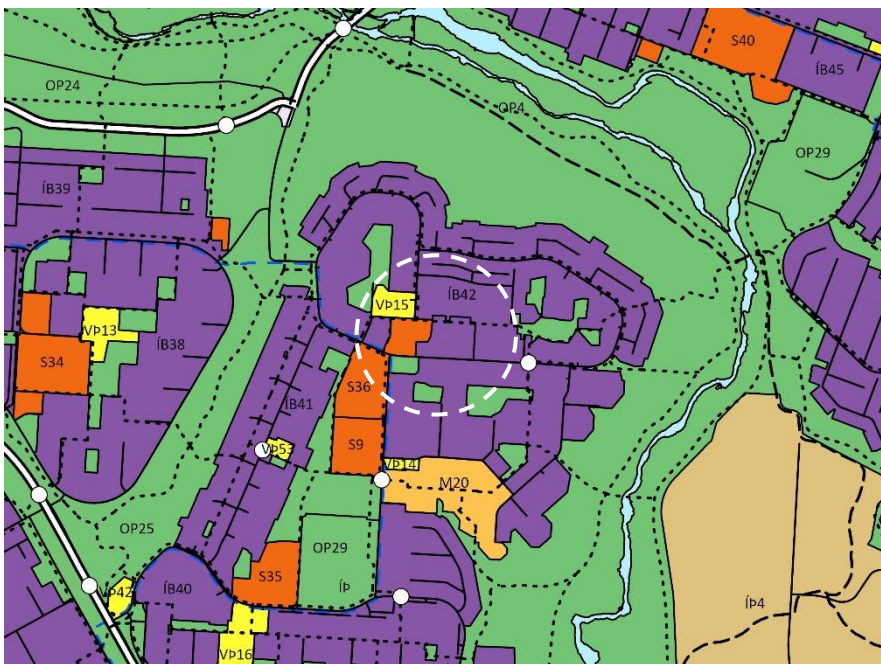 S40
ÍB45
OP24
OP4
OP29
ÍB39
VÞ15
ÍB42
VÞ13
S34
ÍB38
S36
ÍB41
S9
VÞ53
VÞ14
M20
OP25
OP29
S35
ÍÞ
ÍÞ4
VÞ42
ÍB40
VÞ16